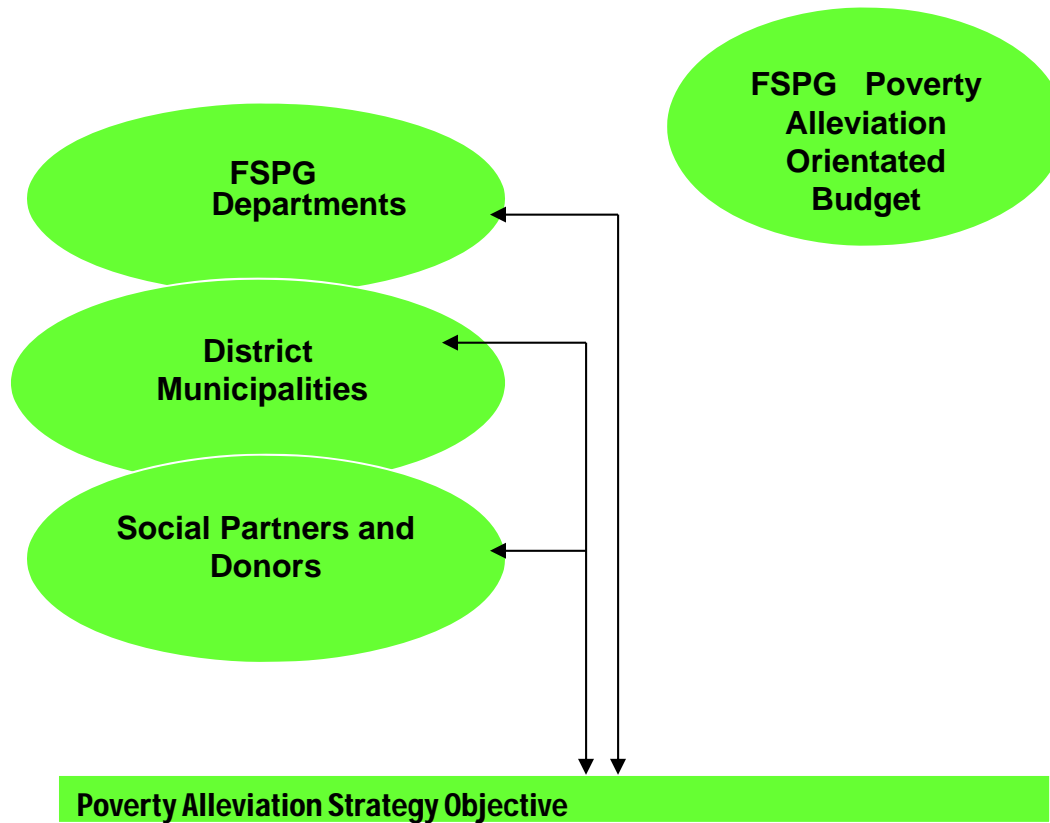 FSPG
Departments
District
Municipalities
Social Partners and
Donors
FSPG Poverty
Alleviation
Orientated
Budget
Poverty Alleviation Strategy Objective